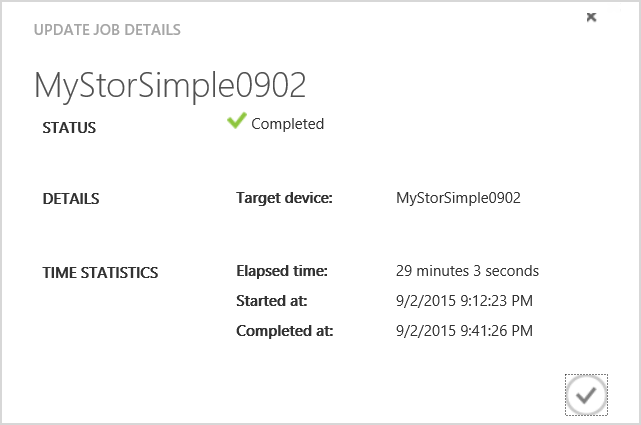 UPDATE JOB DETAILS
MyStorSimple0902
STATUS Completed
DETAILS Target device: MyStorSimple0902
TIME STATISTICS Elapsed time: 29 minutes 3 seconds
Started at: 9/2/2015 9:12:23 PM
Completed at: 9/2/2015 9:41:26 PM